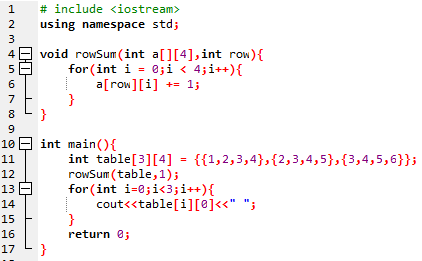 1 # include <iostream>
2 using namespace std;
3
4 void rowSum(int a[][4],int row){
5 for(int i = 0;i < 4;i++){
6 a[row][i] += 1;
7 }
8 }
9
10 int main(){
11 int table[3][4] = {{1,2,3,4},{2,3,4,5},{3,4,5,6}};
12 rowSum(table,1);
13 for(int i=0;i<3;i++){
14 cout<<table[i][0]<<" ";
15 }
16 return 0;
17 }